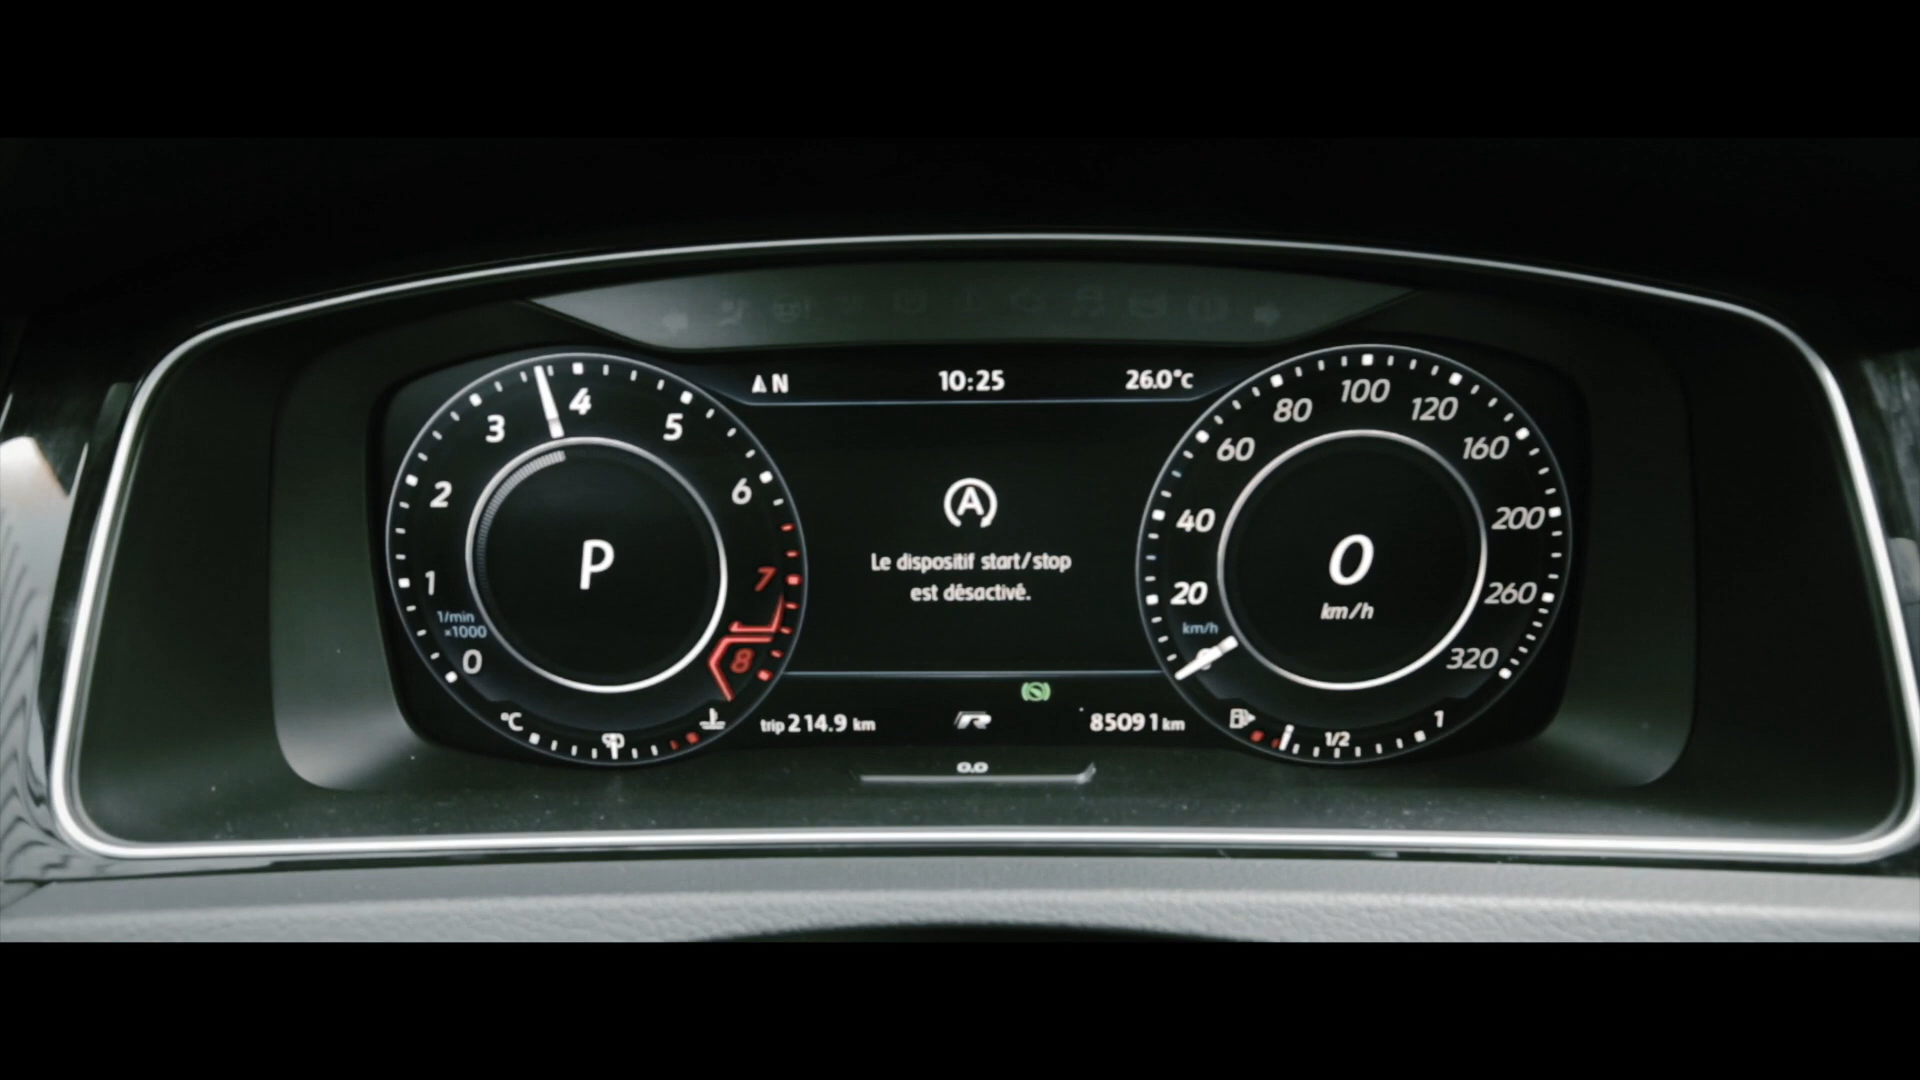 N
10:25
26.0°C
0
1
2
3
4
5
6
7
8
1/min
×1000
P
Le dispositif start/stop
est désactivé.
20
40
60
80
100
120
160
200
260
320
km/h
0
km/h
°C
trip 214.9 km
R
85091 km
1/2
1
0.0